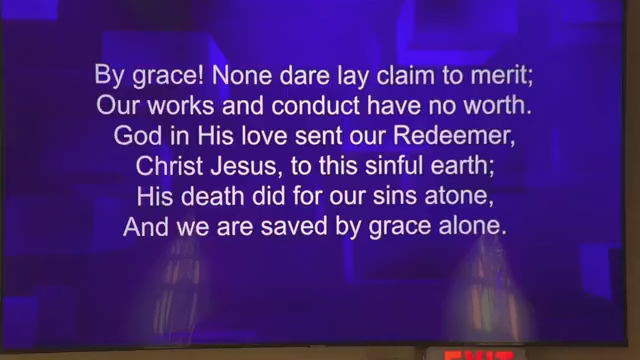 By grace! None dare lay claim to merit;
Our works and conduct have no worth.
God in His love sent our Redeemer,
Christ Jesus, to this sinful earth;
His death did for our sins atone,
And we are saved by grace alone.
EXIT